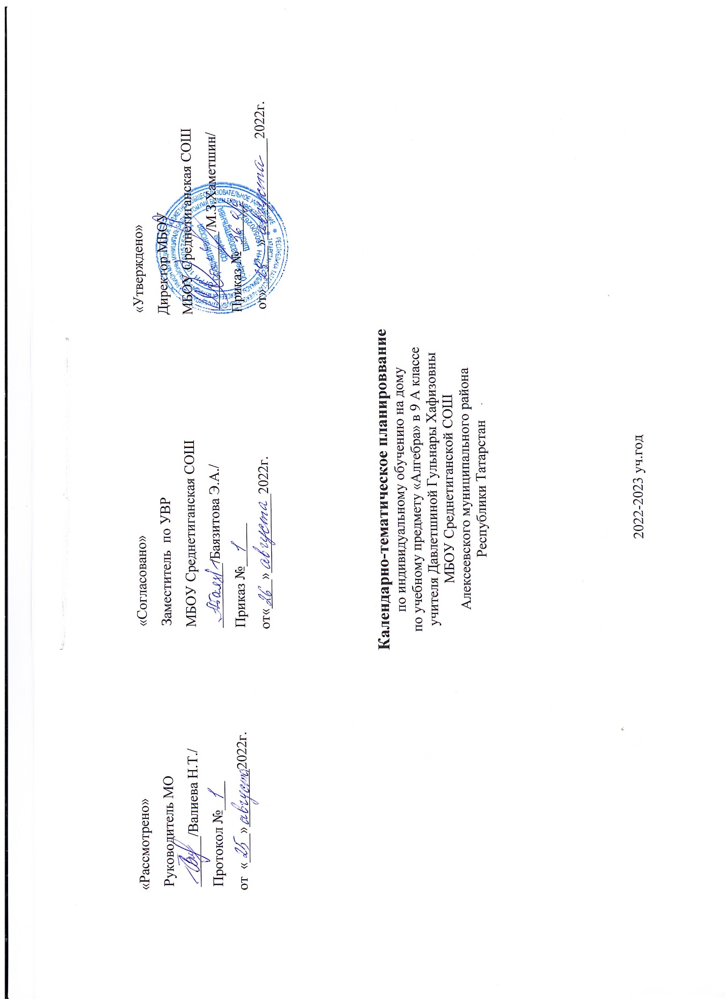 «Рассмотрено»
Руководитель МО
/Валиева Н.Т./
Протокол № 1
от « 25 » августа 2022г.
«Согласовано»
Заместитель по УВР
МБОУ Среднетиганская СОШ
/Баязитова Э.А./
Приказ № 1
от« 26 » августа 2022г.
«Утверждено»
Директор МБОУ
МБОУ Среднетиганская СОШ
/М.З.Хаметшин/
Приказ №
от» » августа 2022г.
Календарно-тематическое планироввание
по индивидуальному обучению на дому
по учебному предмету «Алгебра» в 9 А классе
учителя Давлетшиной Гульнары Хафизовны
МБОУ Среднетиганской СОШ
Алексеевского муниципального района
Республики Татарстан
2022-2023 уч.год